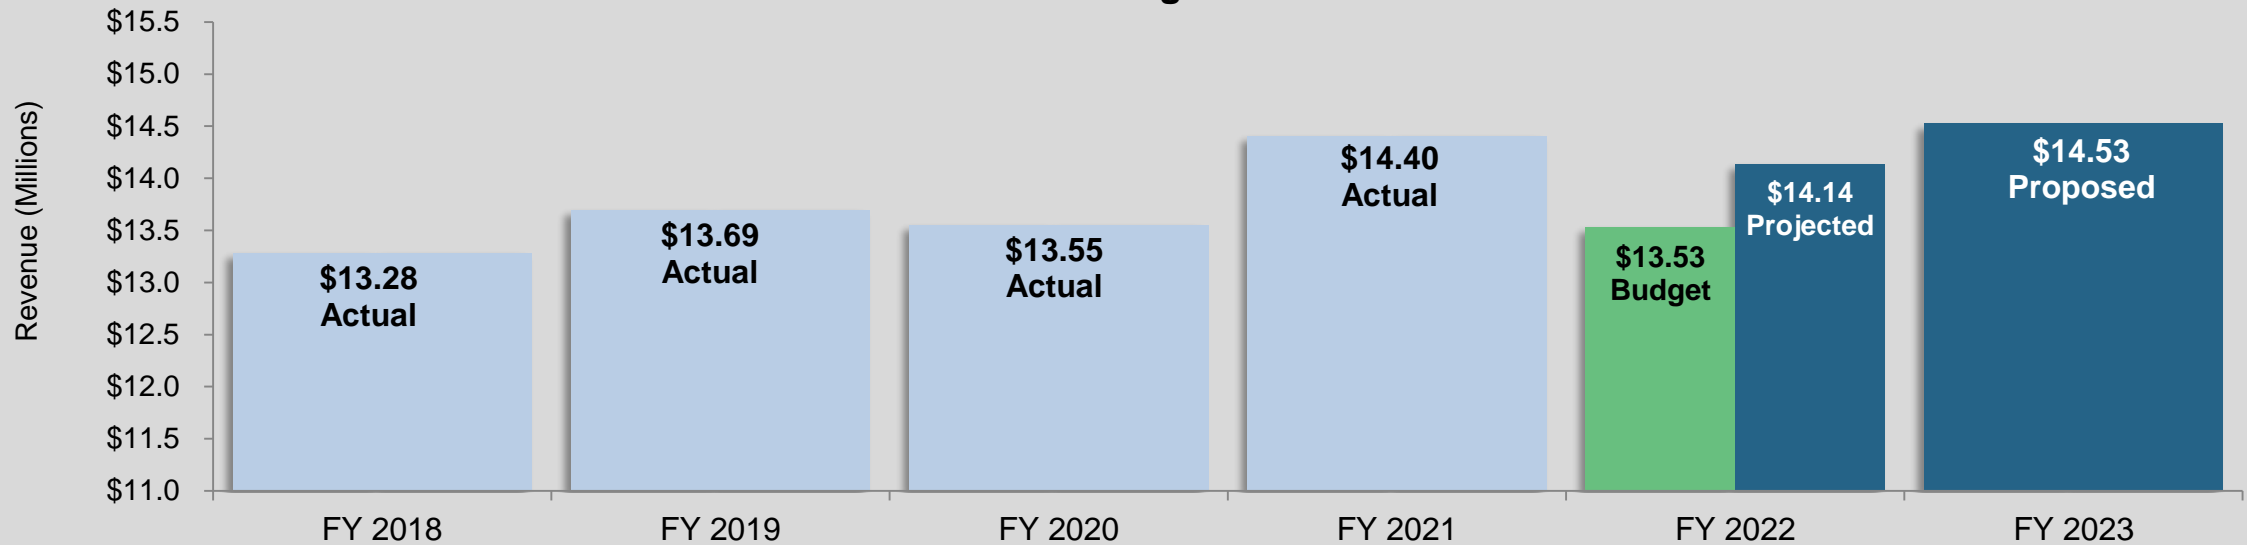 $15.5
$15.0
$14.5
$14.0
$13.5
$13.0
$12.5
$12.0
$11.5
$11.0
Revenue (Millions)
$13.28
Actual
$13.69
Actual
$13.55
Actual
$14.40
Actual
$13.53
Budget
$14.14
Projected
$14.53
Proposed
FY 2018
FY 2019
FY 2020
FY 2021
FY 2022
FY 2023